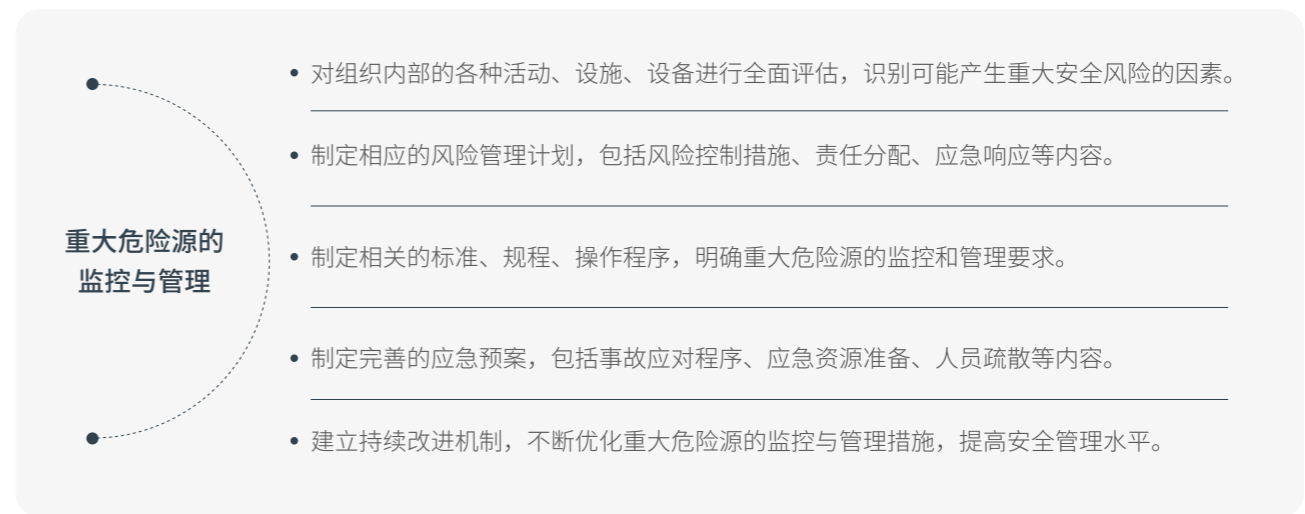 重大危险源的
监控与管理
对组织内部的各种活动、设施、设备进行全面评估，识别可能产生重大安全风险的因素。
制定相应的风险管理计划，包括风险控制措施、责任分配、应急响应等内容。
制定相关的标准、规程、操作程序，明确重大危险源的监控和管理要求。
制定完善的应急预案，包括事故应对程序、应急资源准备、人员疏散等内容。
建立持续改进机制，不断优化重大危险源的监控与管理措施，提高安全管理水平。